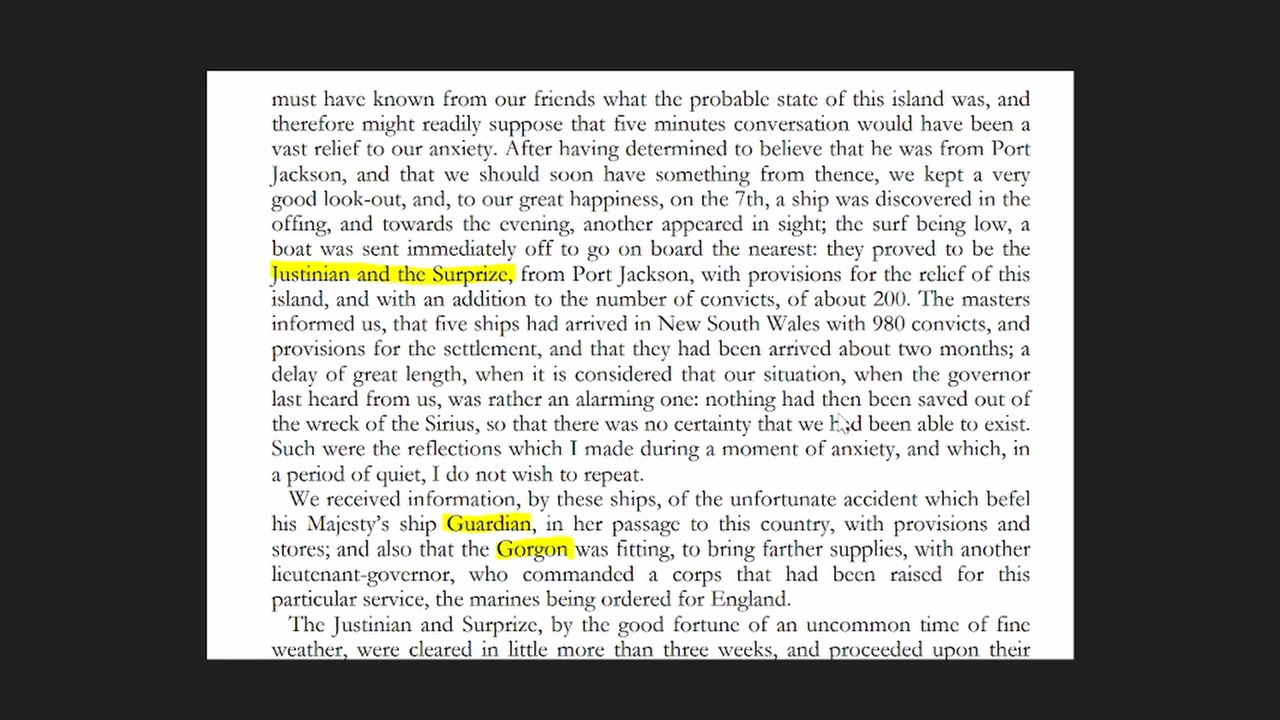 must have known from our friends what the probable state of this island was, and
therefore might readily suppose that five minutes conversation would have been a
vast relief to our anxiety. After having determined to believe that he was from Port
Jackson, and that we should soon have something from thence, we kept a very
good look-out, and, to our great happiness, on the 7th, a ship was discovered in the
offing, and towards the evening, another appeared in sight; the surf being low, a
boat was sent immediately off to go on board the nearest: they proved to be the
Justinian and the Surprize, from Port Jackson, with provisions for the relief of this
island, and with an addition to the number of convicts, of about 200. The masters
informed us, that five ships had arrived in New South Wales with 980 convicts, and
provisions for the settlement, and that they had been arrived about two months; a
delay of great length, when it is considered that our situation, when the governor
last heard from us, was rather an alarming one: nothing had then been saved out of
the wreck of the Sirius, so that there was no certainty that we had been able to exist.
Such were the reflections which I made during a moment of anxiety, and which, in
a period of quiet, I do not wish to repeat.
We received information, by these ships, of the unfortunate accident which befel
his Majesty's ship Guardian, in her passage to this country, with provisions and
stores; and also that the Gorgon was fitting, to bring farther supplies, with another
lieutenant-governor, who commanded a corps that had been raised for this
particular service, the marines being ordered for England.
The Justinian and Surprize, by the good fortune of an uncommon time of fine
weather, were cleared in little more than three weeks, and proceeded upon their